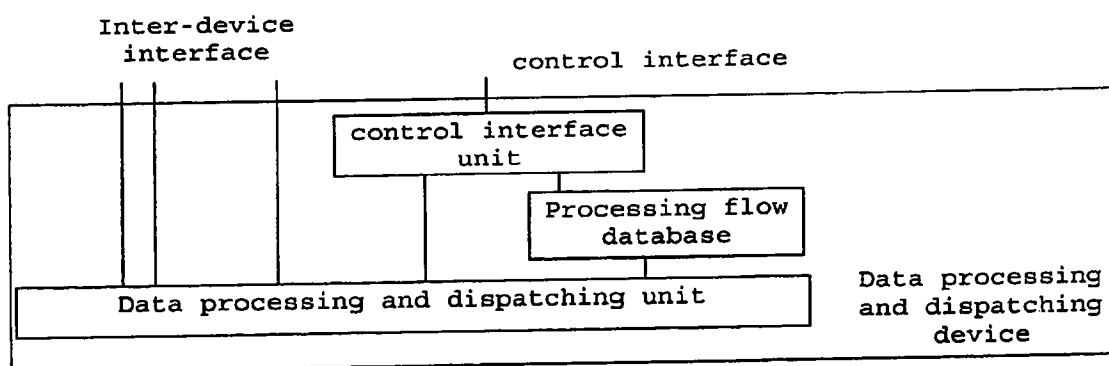 Inter-device
interface
control interface
control interface
unit
Processing flow
database
Data processing and dispatching unit
Data processing
and dispatching
device